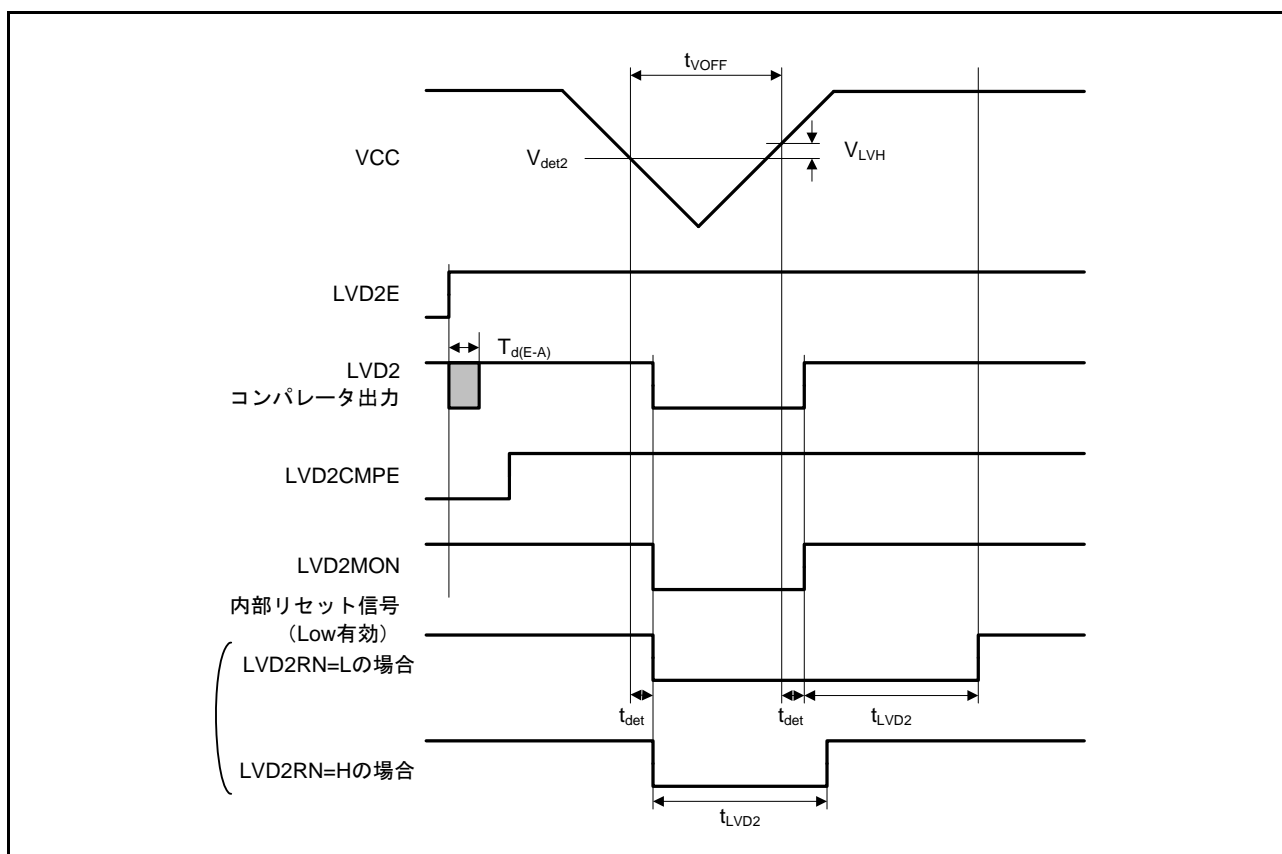 tVOFF
VCC
Vdet2
VLVH
LVD2E
Td(E-A)
LVD2
コンパレータ出力
LVD2CMPE
LVD2MON
内部リセット信号
（Low有効）
LVD2RN=Lの場合
tdet
tdet
tLVD2
LVD2RN=Hの場合
tLVD2